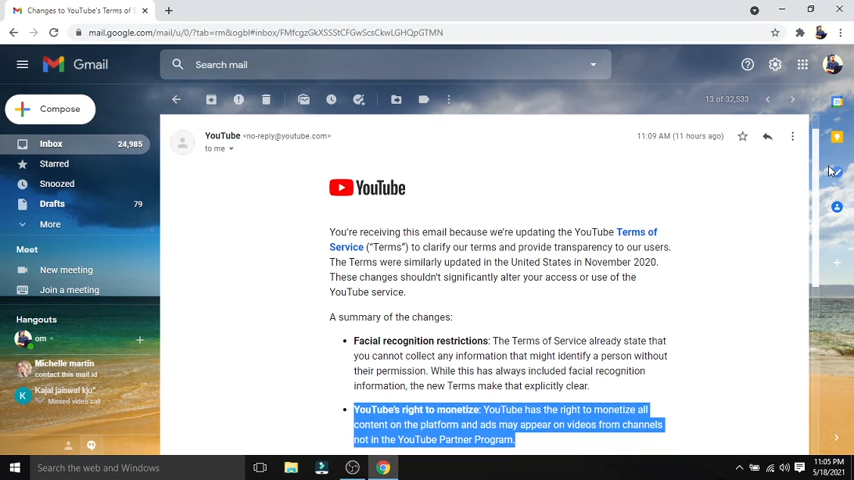 Changes to YouTube's Terms of S
mail.google.com/mail/u/0/?tab=rm&ogbl#inbox/FMfcgzGkXSSStCFGwScsCkwLGHQpGTMN
Gmail
Search mail
Compose
13 of 32,533
Inbox 24,985
Starred
Snoozed
Drafts 79
More
Meet
New meeting
Join a meeting
Hangouts
om
Michelle martin
contact this mail id
K
Kajal jaiswal kju"
Missed video call
YouTube <no-reply@youtube.com>
11:09 AM (11 hours ago)
to me
YouTube
You're receiving this email because we're updating the YouTube Terms of
Service ("Terms") to clarify our terms and provide transparency to our users.
The Terms were similarly updated in the United States in November 2020.
These changes shouldn't significantly alter your access or use of the
YouTube service.
A summary of the changes:
• Facial recognition restrictions: The Terms of Service already state that
you cannot collect any information that might identify a person without
their permission. While this has always included facial recognition
information, the new Terms make that explicitly clear.
• YouTube's right to monetize: YouTube has the right to monetize all
content on the platform and ads may appear on videos from channels
not in the YouTube Partner Program.
Search the web and Windows
11:05 PM
5/18/2021